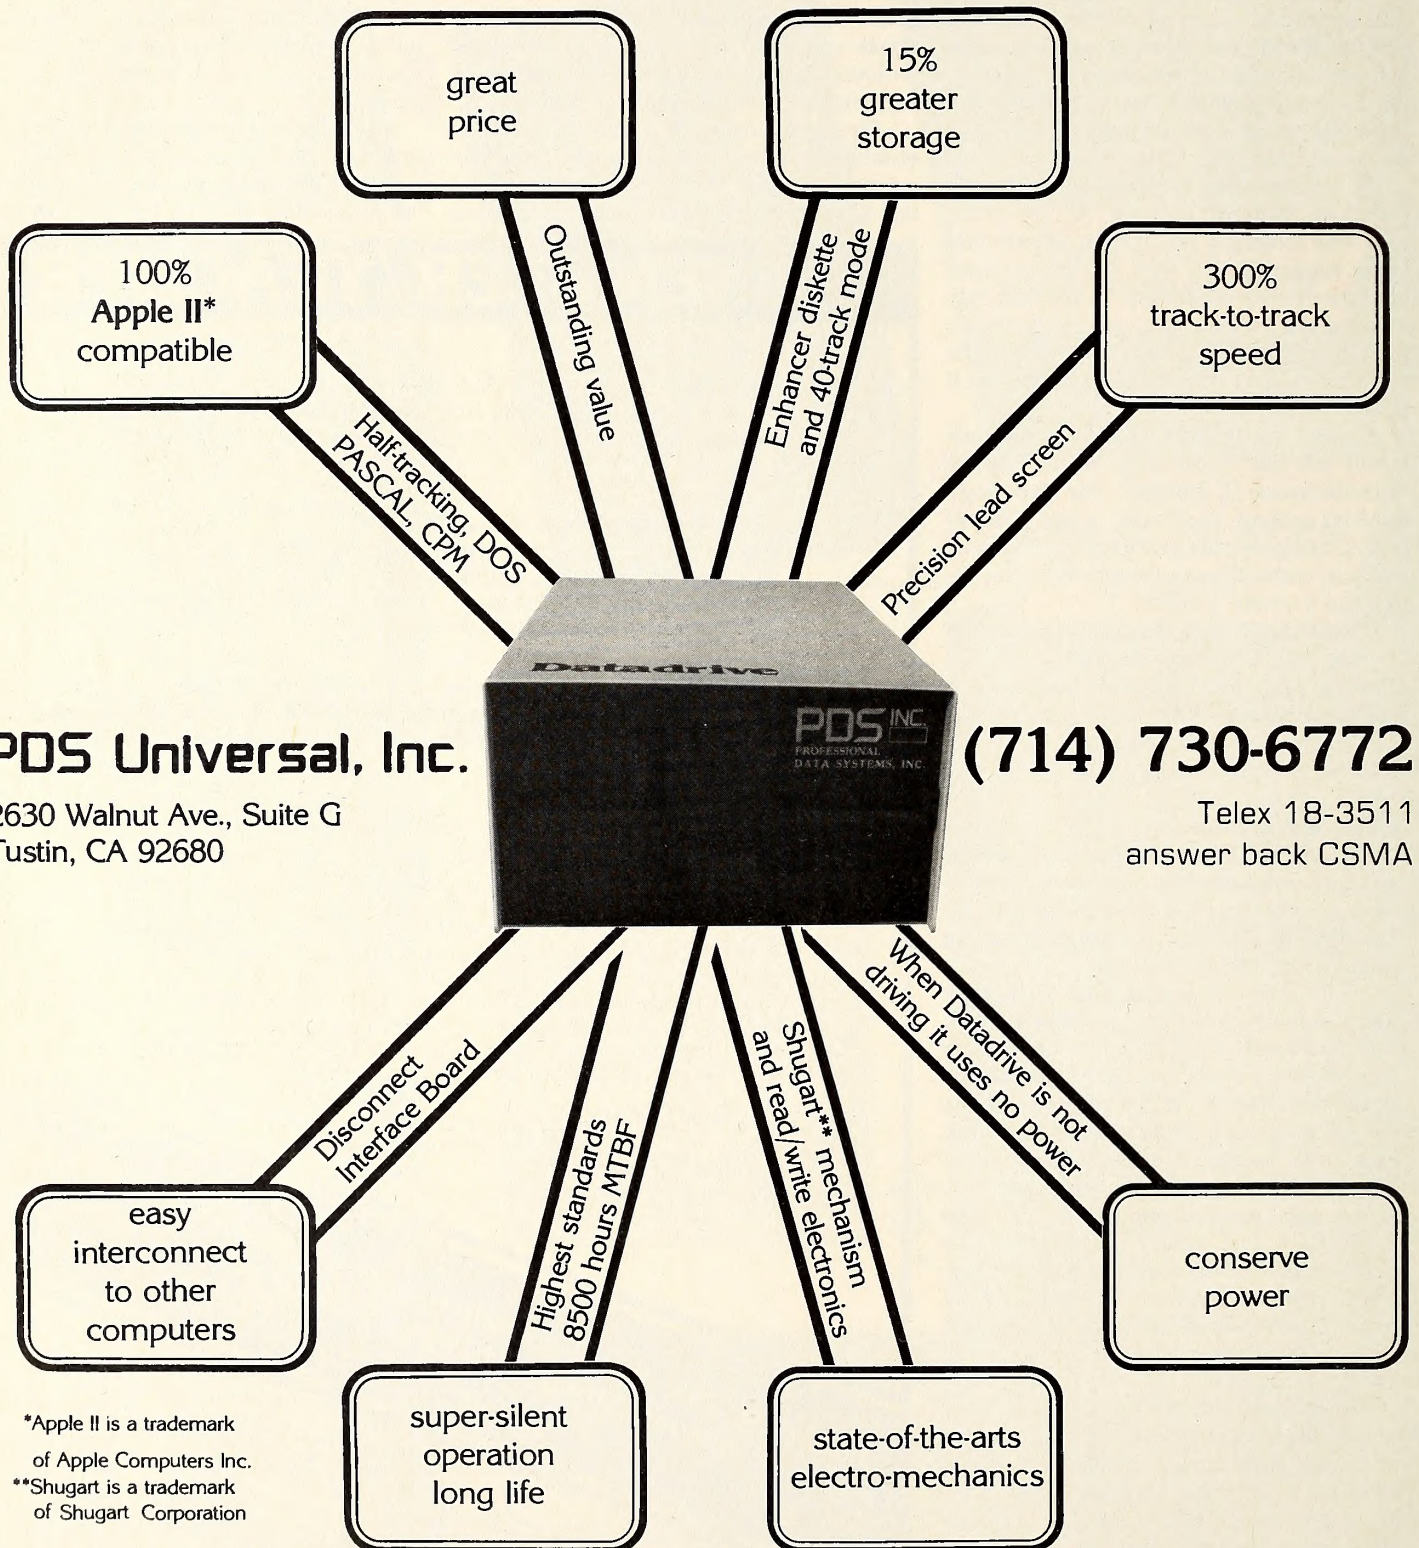 great
price
15%
greater
storage
100%
Apple II*
compatible
300%
track-to-track
speed
Half-tracking, DOS
PASCAL, CPM
Outstanding value
Enhancer diskette
and 40-track mode
Precision lead screen
Datadrive
PDS INC.
PROFESSIONAL
DATA SYSTEMS, INC.
PDS Universal, Inc.
2630 Walnut Ave., Suite G
Tustin, CA 92680
(714) 730-6772
Telex 18-3511
answer back CSMA
Disconnect
Interface Board
Highest standards
8500 hours MTBF
Shugart** mechanism
and read/write electronics
When Datadrive is not
driving it uses no power
easy
interconnect
to other
computers
super-silent
operation
long life
state-of-the-arts
electro-mechanics
conserve
power
*Apple II is a trademark
of Apple Computers Inc.
**Shugart is a trademark
of Shugart Corporation